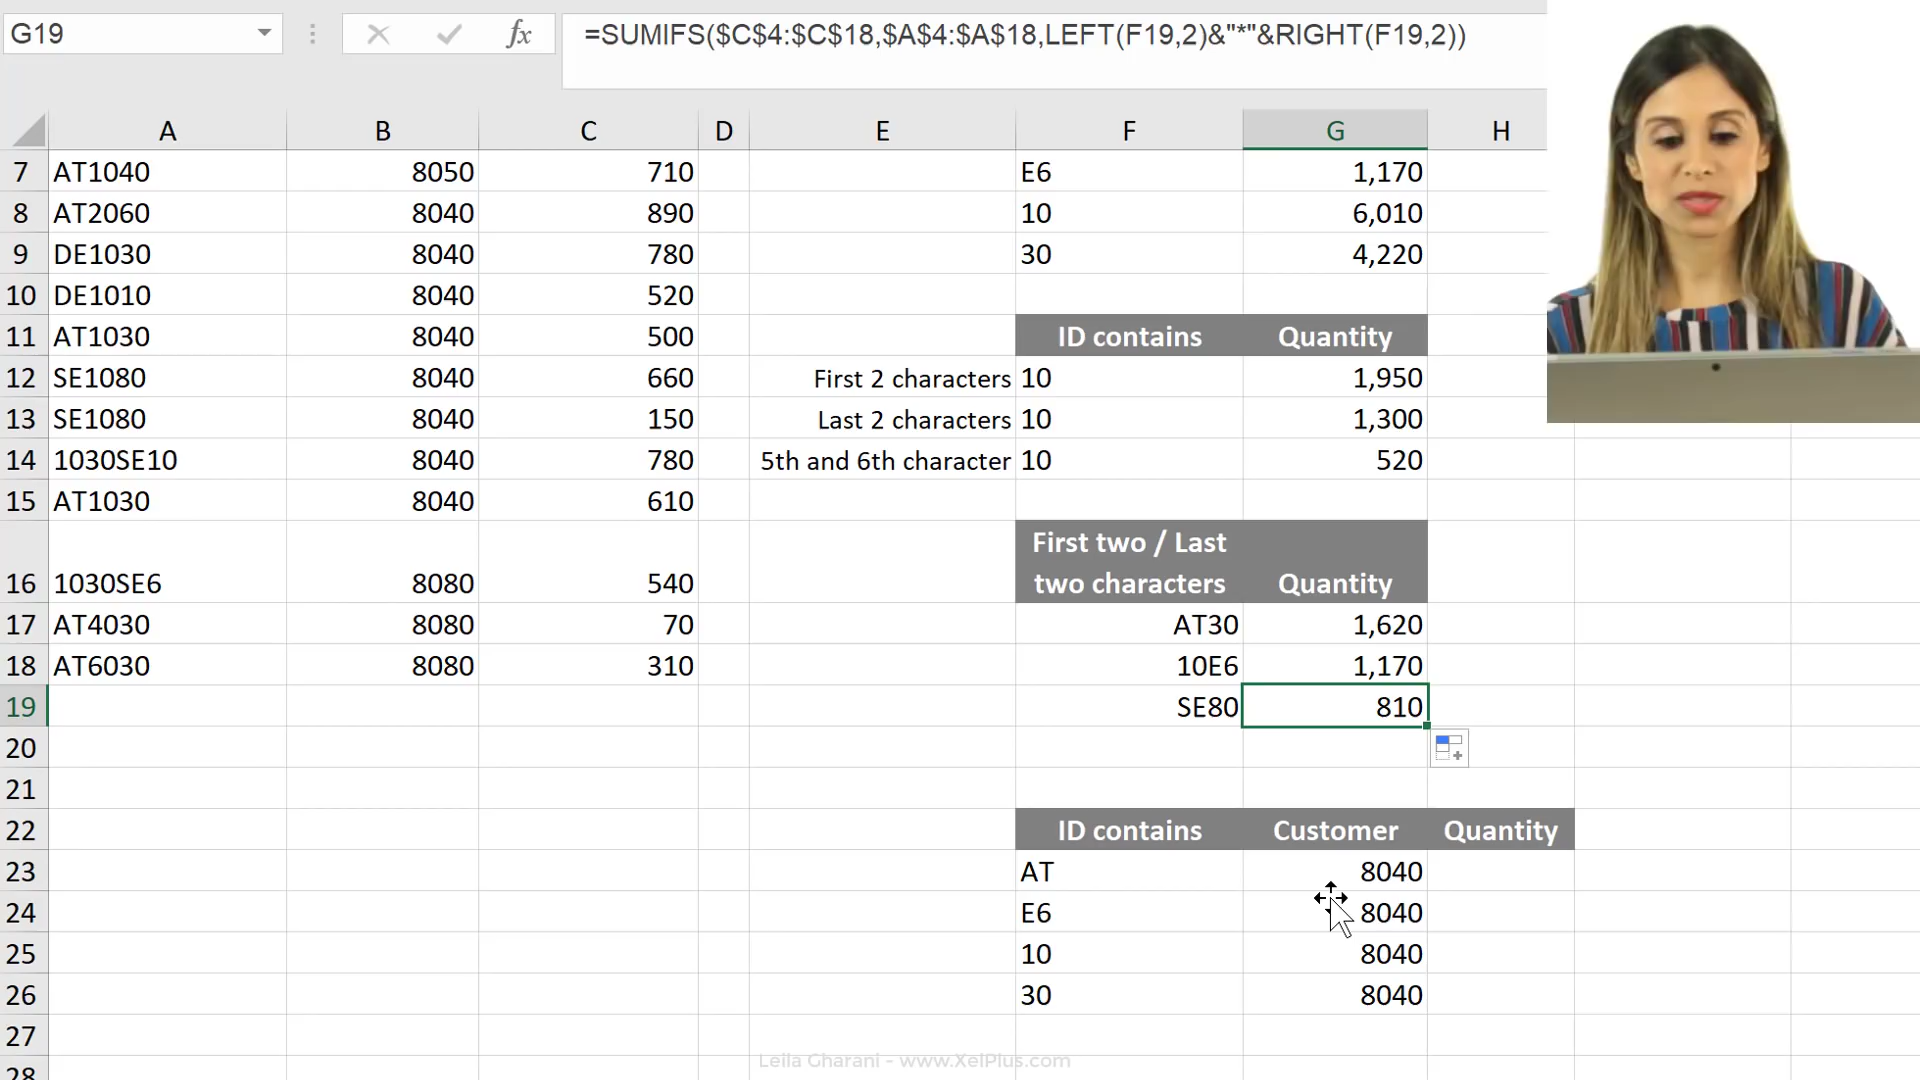 G19 fx =SUMIFS($C$4:$C$18,$A$4:$A$18,LEFT(F19,2)&"*"&RIGHT(F19,2))
A B C D E F G H
7 AT1040 8050 710 E6 1,170
8 AT2060 8040 890 10 6,010
9 DE1030 8040 780 30 4,220
10 DE1010 8040 520
11 AT1030 8040 500 ID contains Quantity
12 SE1080 8040 660 First 2 characters 10 1,950
13 SE1080 8040 150 Last 2 characters 10 1,300
14 1030SE10 8040 780 5th and 6th character 10 520
15 AT1030 8040 610
First two / Last
16 1030SE6 8080 540 two characters Quantity
17 AT4030 8080 70 AT30 1,620
18 AT6030 8080 310 10E6 1,170
19 SE80 810
20
21
22 ID contains Customer Quantity
23 AT 8040
24 E6 8040
25 10 8040
26 30 8040
27
Leila Gharani - www.XelPlus.com
28